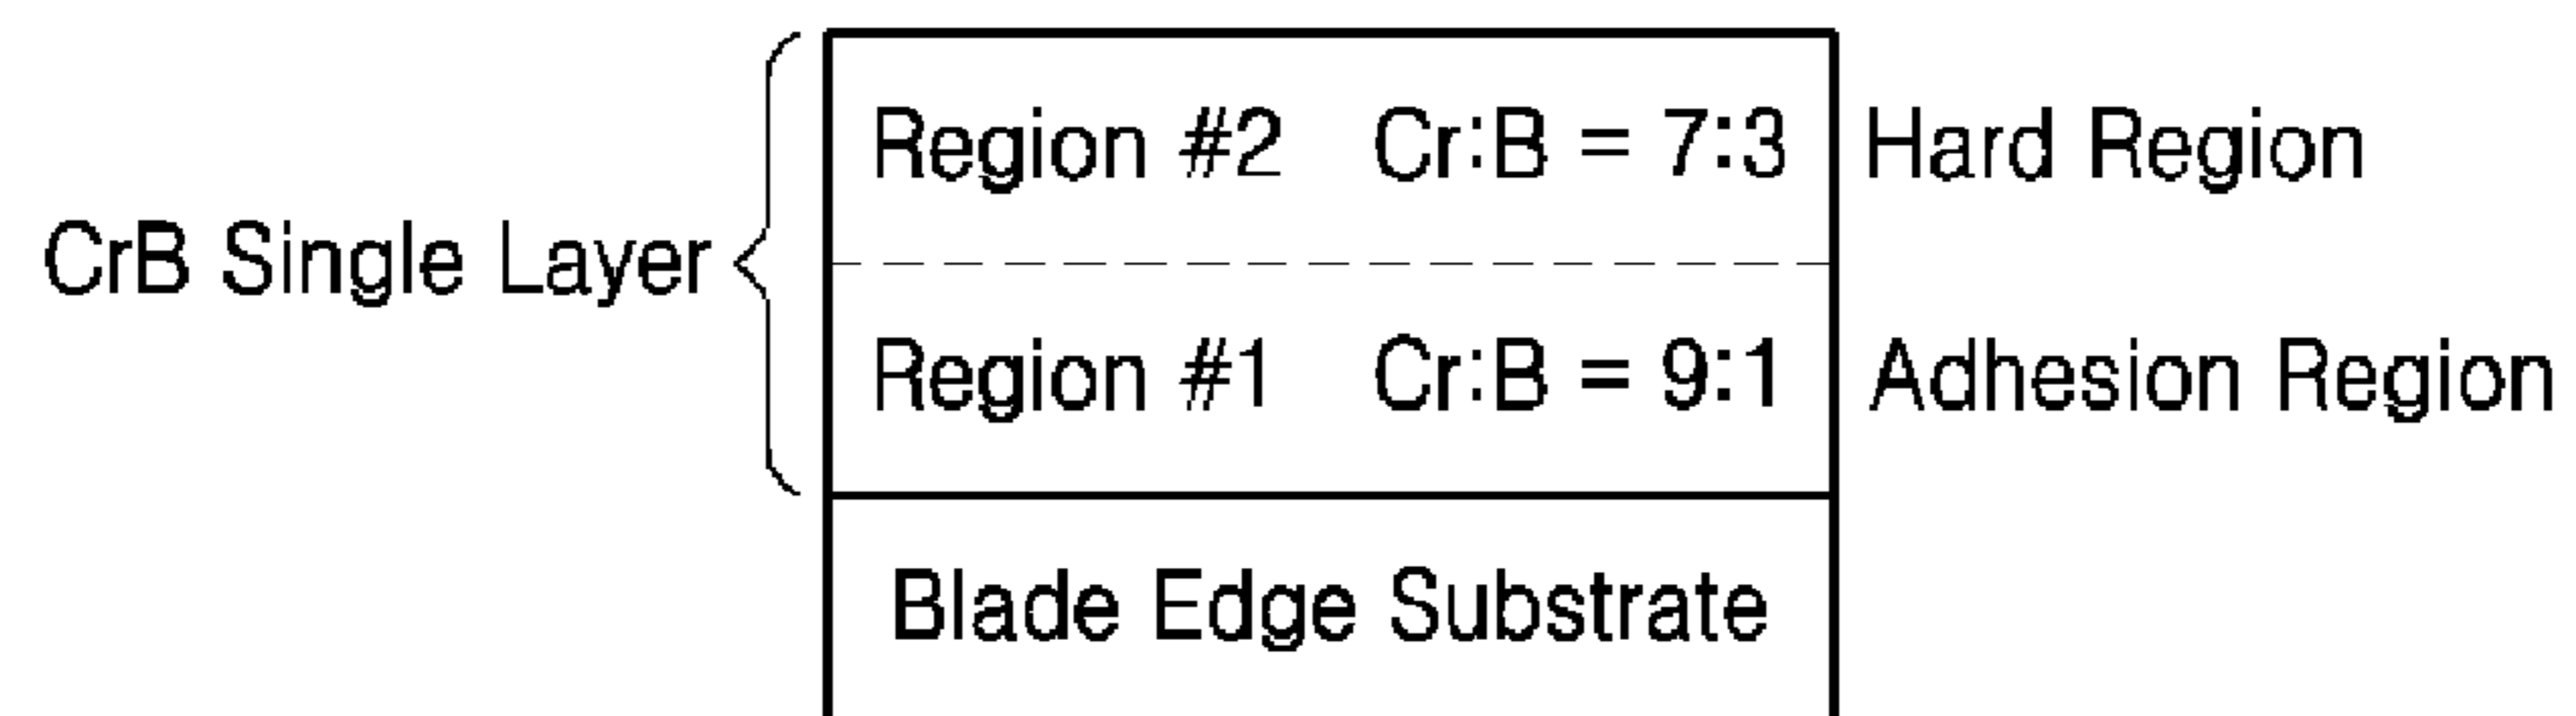 Region #2 Cr:B = 7:3 Hard Region
CrB Single Layer
Region #1 Cr:B = 9:1 Adhesion Region
Blade Edge Substrate